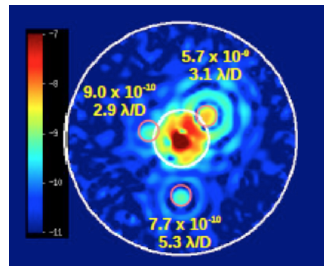 -7
5.7 x 10⁻⁹
3.1 λ/D
-8
9.0 x 10⁻¹⁰
2.9 λ/D
-9
-10
7.7 x 10⁻¹⁰
5.3 λ/D
-11